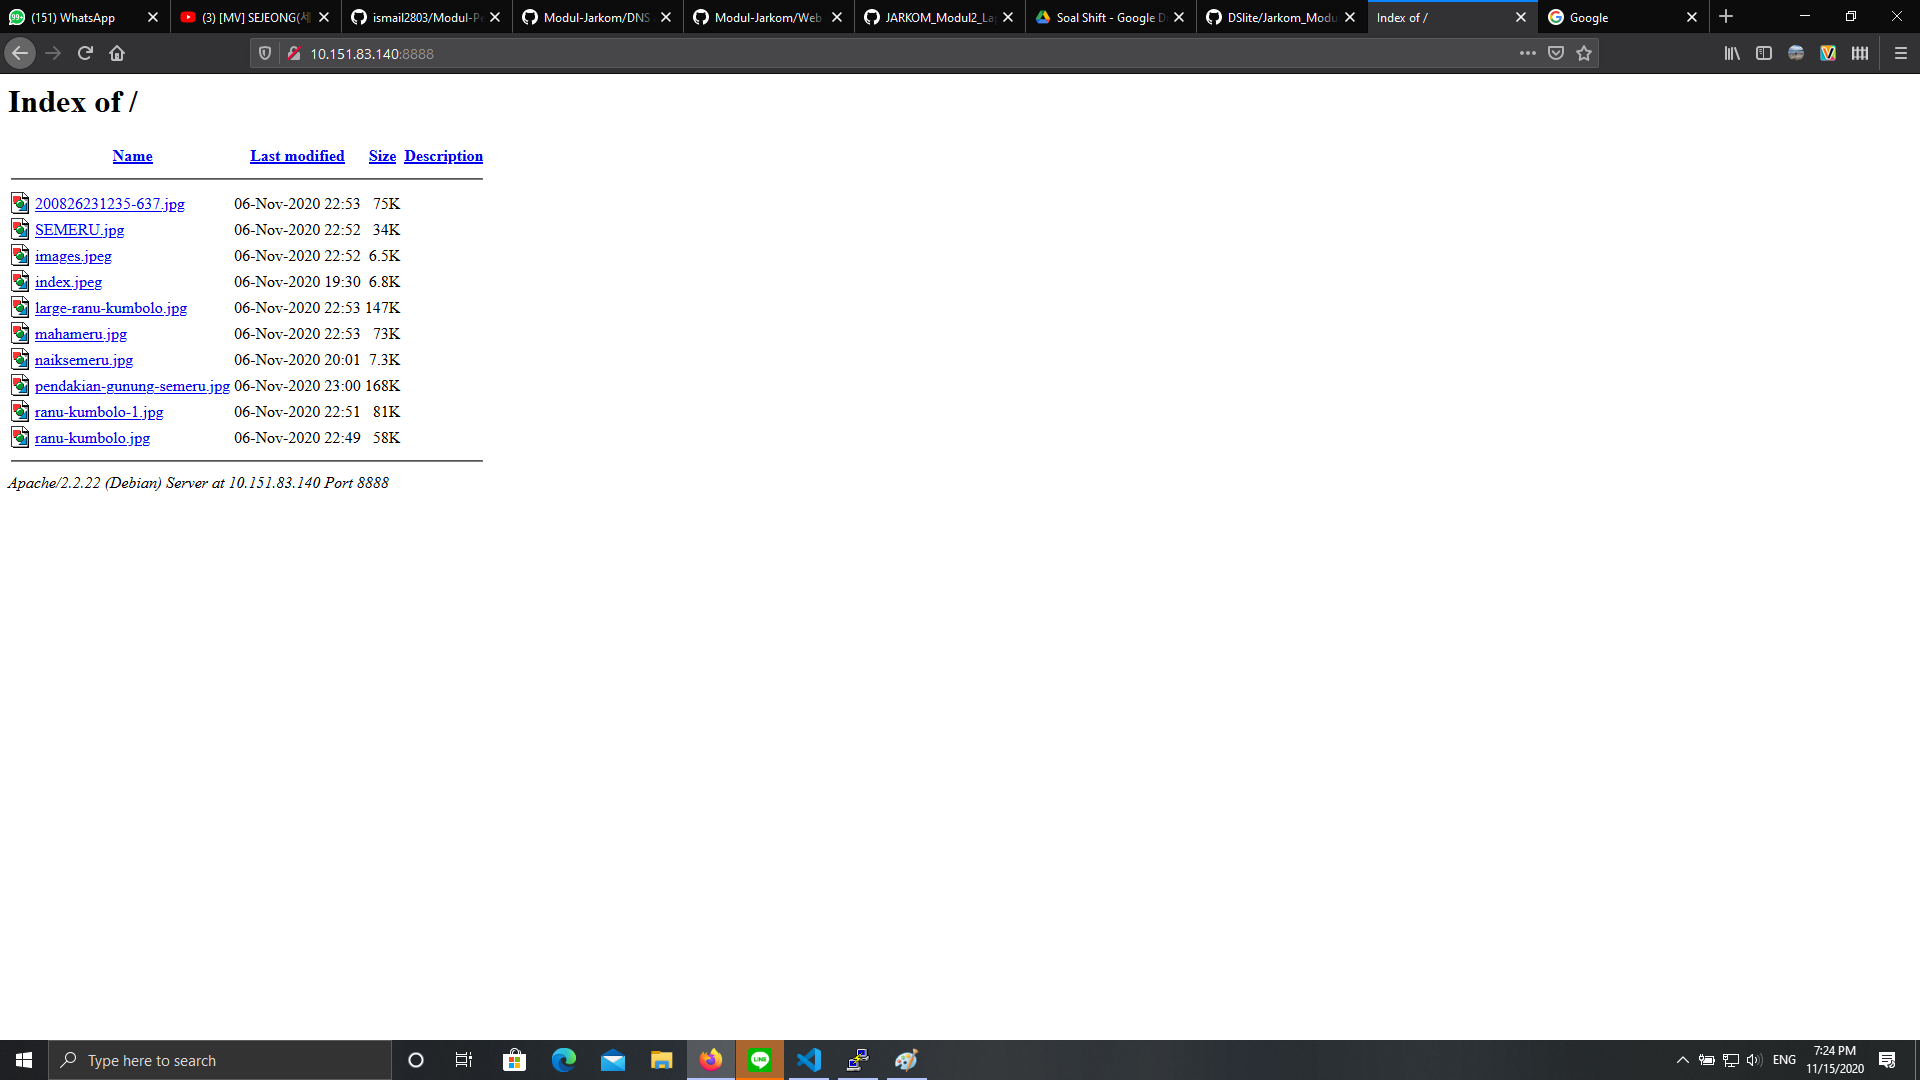 (151) WhatsApp
(3) [MV] SEJEONG(세
ismail2803/Modul-Pe
Modul-Jarkom/DNS
Modul-Jarkom/Web
JARKOM_Modul2_La
Soal Shift - Google D
DSlite/Jarkom_Modu
Index of /
Google
10.151.83.140:8888
Index of /
Name Last modified Size Description
200826231235-637.jpg 06-Nov-2020 22:53 75K
SEMERU.jpg 06-Nov-2020 22:52 34K
images.jpeg 06-Nov-2020 22:52 6.5K
index.jpeg 06-Nov-2020 19:30 6.8K
large-ranu-kumbolo.jpg 06-Nov-2020 22:53 147K
mahameru.jpg 06-Nov-2020 22:53 73K
naiksemeru.jpg 06-Nov-2020 20:01 7.3K
pendakian-gunung-semeru.jpg 06-Nov-2020 23:00 168K
ranu-kumbolo-1.jpg 06-Nov-2020 22:51 81K
ranu-kumbolo.jpg 06-Nov-2020 22:49 58K
Apache/2.2.22 (Debian) Server at 10.151.83.140 Port 8888
Type here to search
LINE
ENG
7:24 PM
11/15/2020